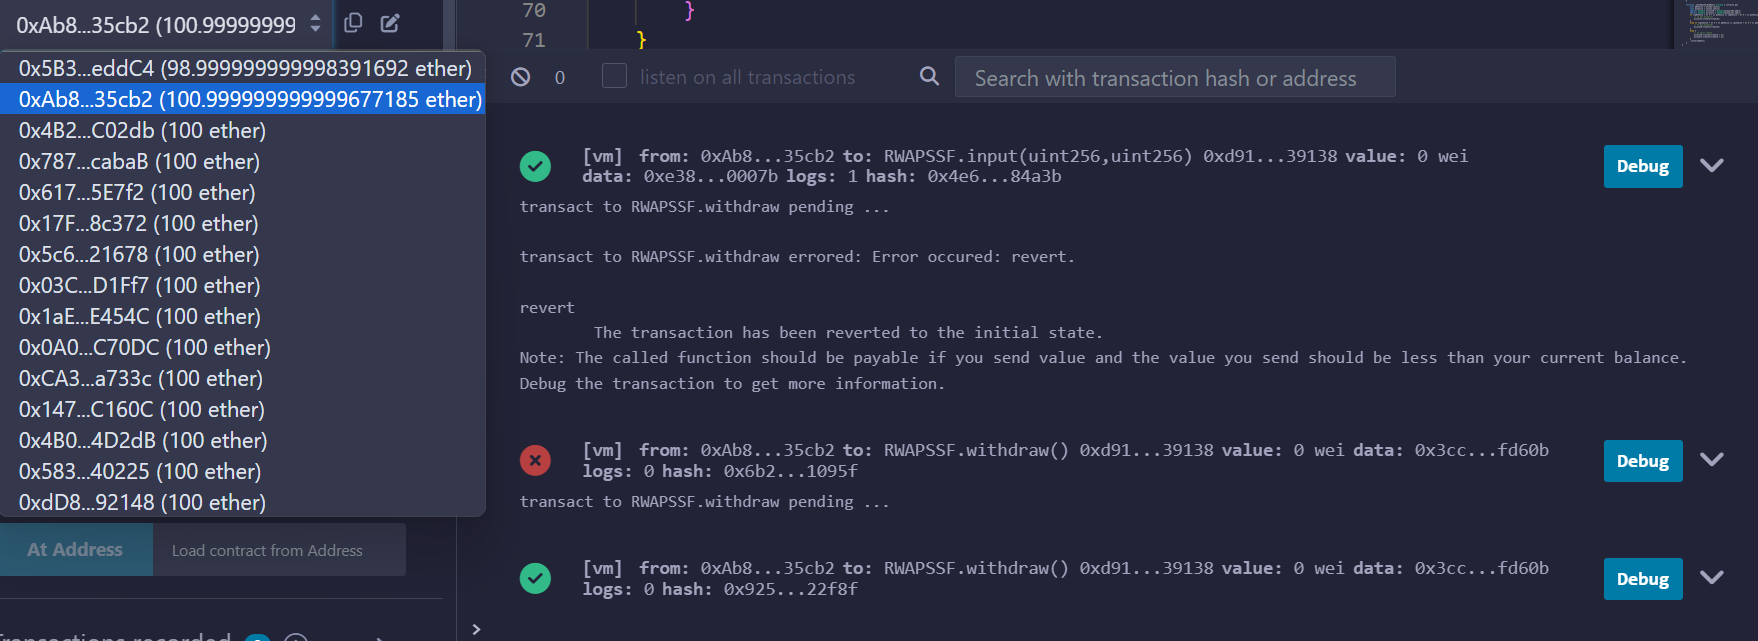 0xAb8...35cb2 (100.99999999
0x5B3...eddC4 (98.999999999998391692 ether)
0xAb8...35cb2 (100.999999999999677185 ether)
0x4B2...C02db (100 ether)
0x787...cabaB (100 ether)
0x617...5E7f2 (100 ether)
0x17F...8c372 (100 ether)
0x5c6...21678 (100 ether)
0x03C...D1Ff7 (100 ether)
0x1aE...E454C (100 ether)
0x0A0...C70DC (100 ether)
0xCA3...a733c (100 ether)
0x147...C160C (100 ether)
0x4B0...4D2dB (100 ether)
0x583...40225 (100 ether)
0xdD8...92148 (100 ether)
At Address
Load contract from Address
Transactions recorded
70 }
71 }
0 listen on all transactions
Search with transaction hash or address
[vm] from: 0xAb8...35cb2 to: RWAPSSF.input(uint256,uint256) 0xd91...39138 value: 0 wei
data: 0xe38...0007b logs: 1 hash: 0x4e6...84a3b
Debug
transact to RWAPSSF.withdraw pending ...
transact to RWAPSSF.withdraw errored: Error occured: revert.
revert
The transaction has been reverted to the initial state.
Note: The called function should be payable if you send value and the value you send should be less than your current balance.
Debug the transaction to get more information.
[vm] from: 0xAb8...35cb2 to: RWAPSSF.withdraw() 0xd91...39138 value: 0 wei data: 0x3cc...fd60b
logs: 0 hash: 0x6b2...1095f
Debug
transact to RWAPSSF.withdraw pending ...
[vm] from: 0xAb8...35cb2 to: RWAPSSF.withdraw() 0xd91...39138 value: 0 wei data: 0x3cc...fd60b
logs: 0 hash: 0x925...22f8f
Debug
>